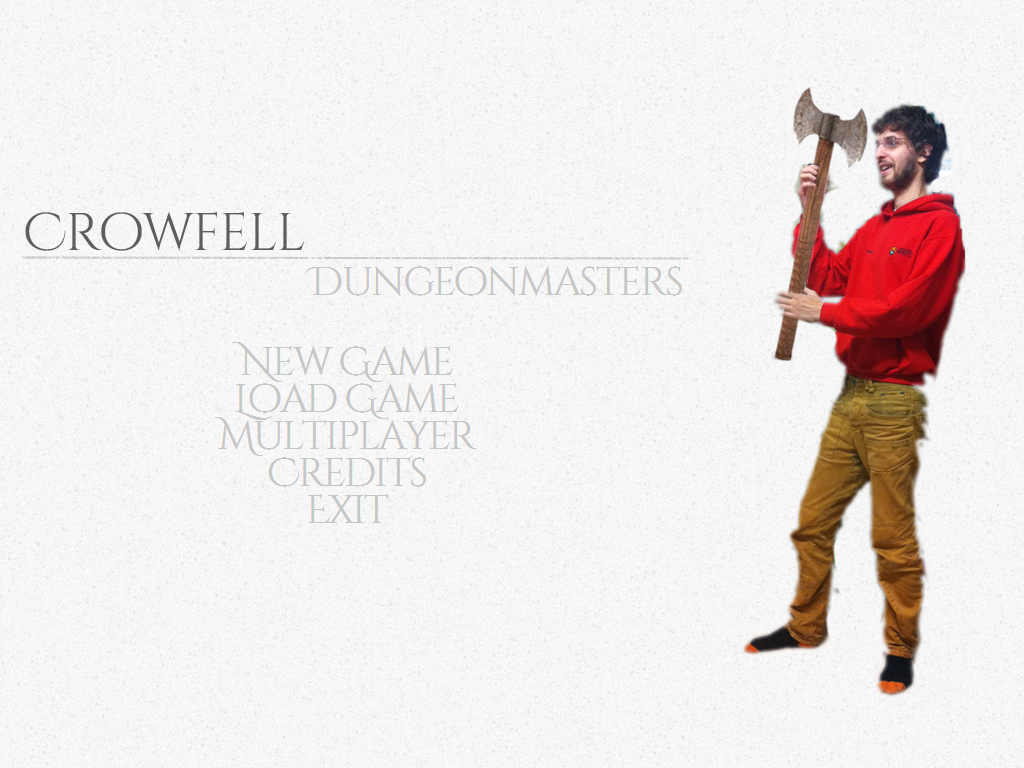 Crowfell
Dungeonmasters
New Game
Load Game
Multiplayer
Credits
Exit